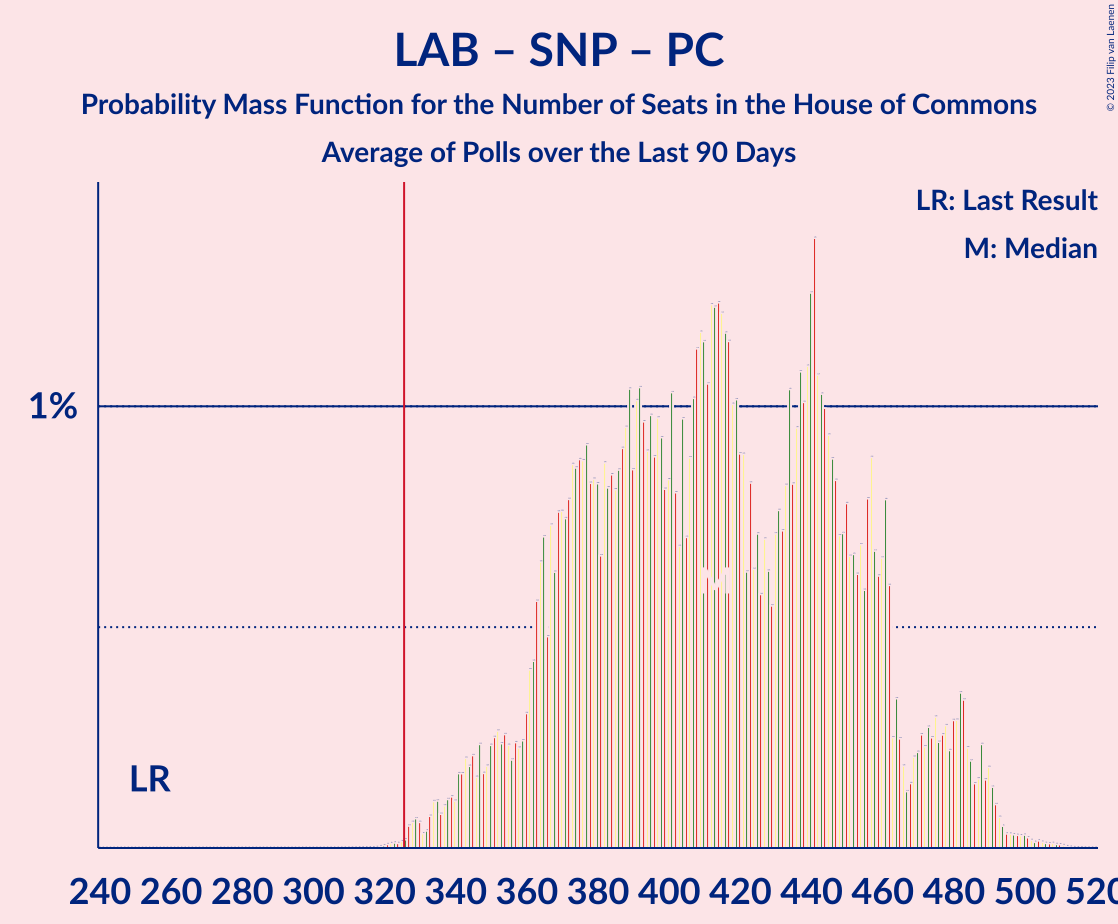 LAB – SNP – PC
Probability Mass Function for the Number of Seats in the House of Commons
Average of Polls over the Last 90 Days
© 2023 Filip van Laenen
LR: Last Result
M: Median
1%
M
LR
240 260 280 300 320 340 360 380 400 420 440 460 480 500 520